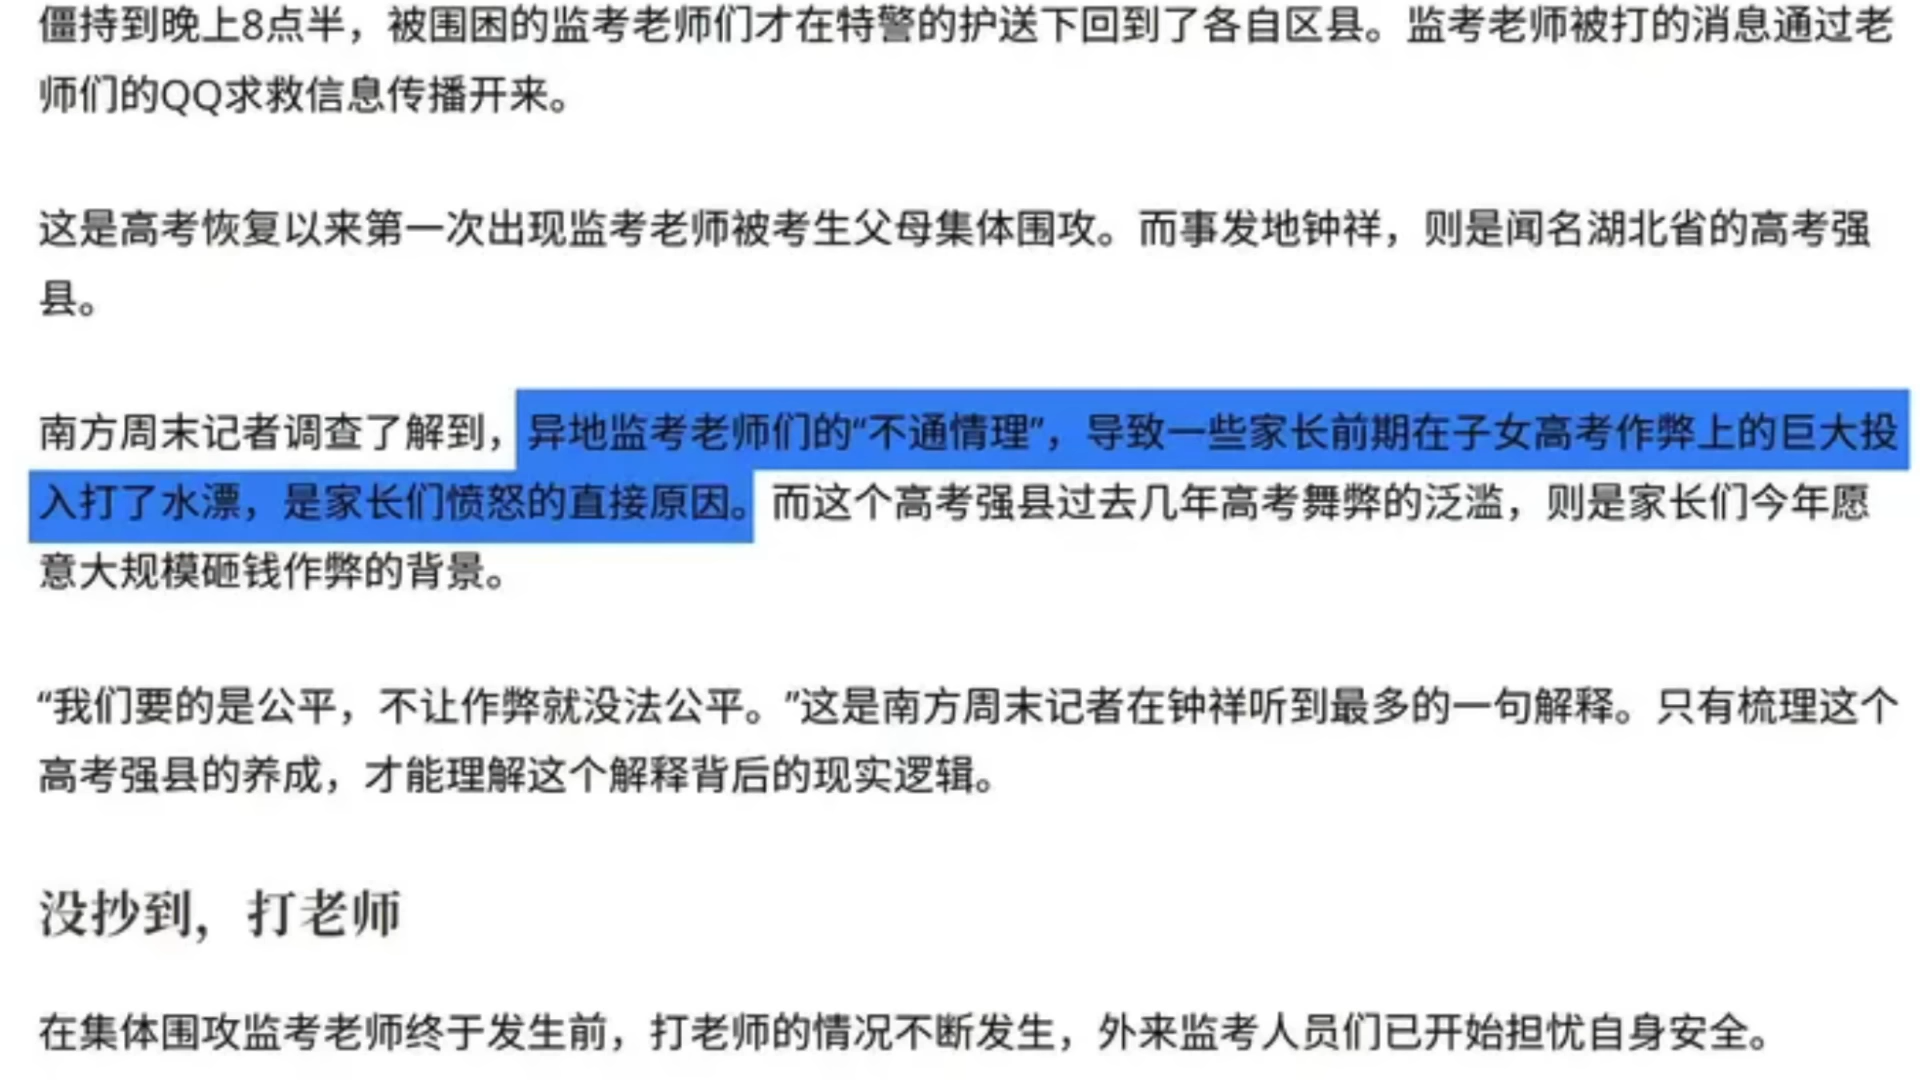 僵持到晚上8点半，被围困的监考老师们才在特警的护送下回到了各自区县。监考老师被打的消息通过老
师们的QQ求救信息传播开来。
这是高考恢复以来第一次出现监考老师被考生父母集体围攻。而事发地钟祥，则是闻名湖北省的高考强
县。
南方周末记者调查了解到，异地监考老师们的“不通情理”，导致一些家长前期在子女高考作弊上的巨大投
入打了水漂，是家长们愤怒的直接原因。而这个高考强县过去几年高考舞弊的泛滥，则是家长们今年愿
意大规模砸钱作弊的背景。
“我们要的是公平，不让作弊就没法公平。”这是南方周末记者在钟祥听到最多的一句解释。只有梳理这个
高考强县的养成，才能理解这个解释背后的现实逻辑。
没抄到，打老师
在集体围攻监考老师终于发生前，打老师的情况不断发生，外来监考人员们已开始担忧自身安全。